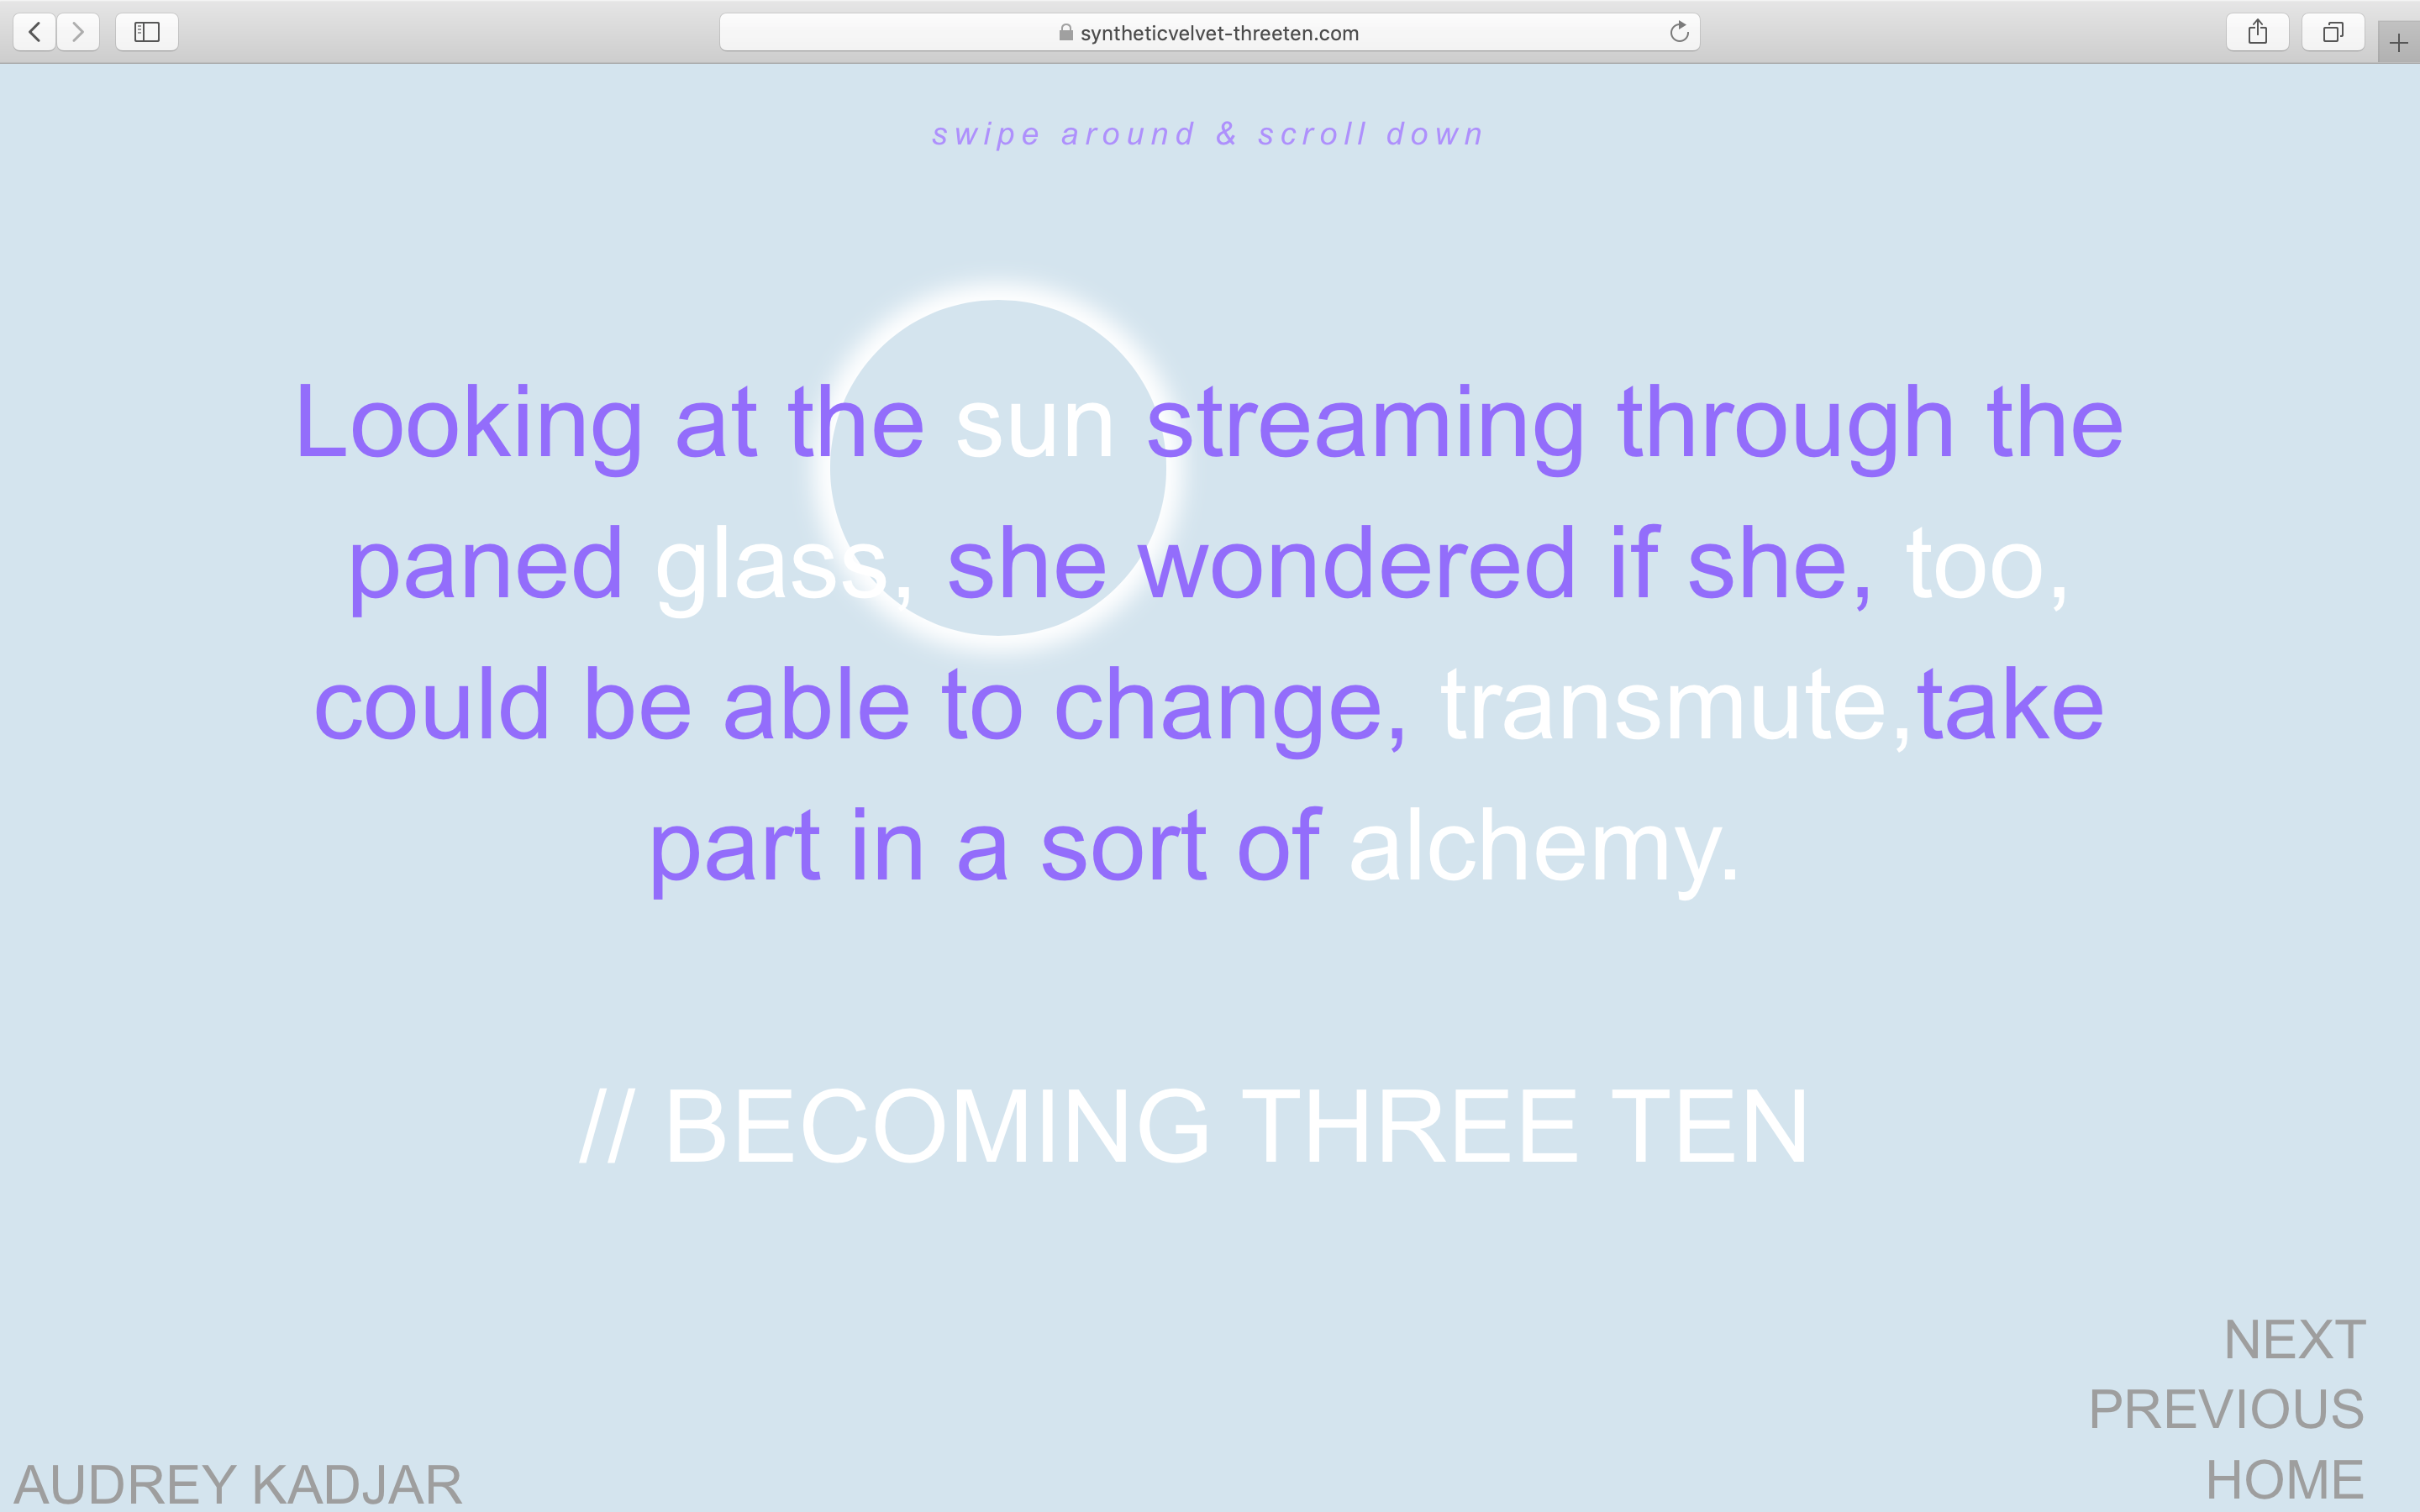 syntheticvelvet-threeten.com
swipe around & scroll down
Looking at the sun streaming through the
paned glass, she wondered if she, too,
could be able to change, transmute,take
part in a sort of alchemy.
// BECOMING THREE TEN
NEXT
PREVIOUS
HOME
AUDREY KADJAR